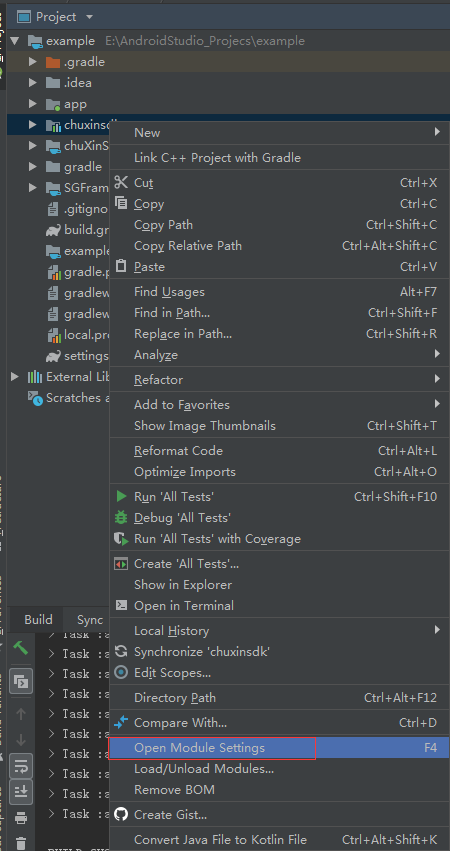 Project
example E:\AndroidStudio_Projecs\example
.gradle
.idea
app
chuxinsdk
chuXinS
gradle
SGFram
.gitigno
build.gr
example
gradle.p
gradlew
gradlew
local.pro
settings
External Lib
Scratches a
New
Link C++ Project with Gradle
Cut Ctrl+X
Copy Ctrl+C
Copy Path Ctrl+Shift+C
Copy Relative Path Ctrl+Alt+Shift+C
Paste Ctrl+V
Find Usages Alt+F7
Find in Path... Ctrl+Shift+F
Replace in Path... Ctrl+Shift+R
Analyze
Refactor
Add to Favorites
Show Image Thumbnails Ctrl+Shift+T
Reformat Code Ctrl+Alt+L
Optimize Imports Ctrl+Alt+O
Run 'All Tests' Ctrl+Shift+F10
Debug 'All Tests'
Run 'All Tests' with Coverage
Create 'All Tests'...
Show in Explorer
Open in Terminal
Local History
Synchronize 'chuxinsdk'
Edit Scopes...
Directory Path Ctrl+Alt+F12
Compare With... Ctrl+D
Open Module Settings F4
Load/Unload Modules...
Remove BOM
Create Gist...
Convert Java File to Kotlin File Ctrl+Alt+Shift+K
Build Sync
> Task :a
> Task :a
> Task :a
> Task :a
> Task :a
> Task :a
> Task :a
> Task :a
> Task :a
> Task :a